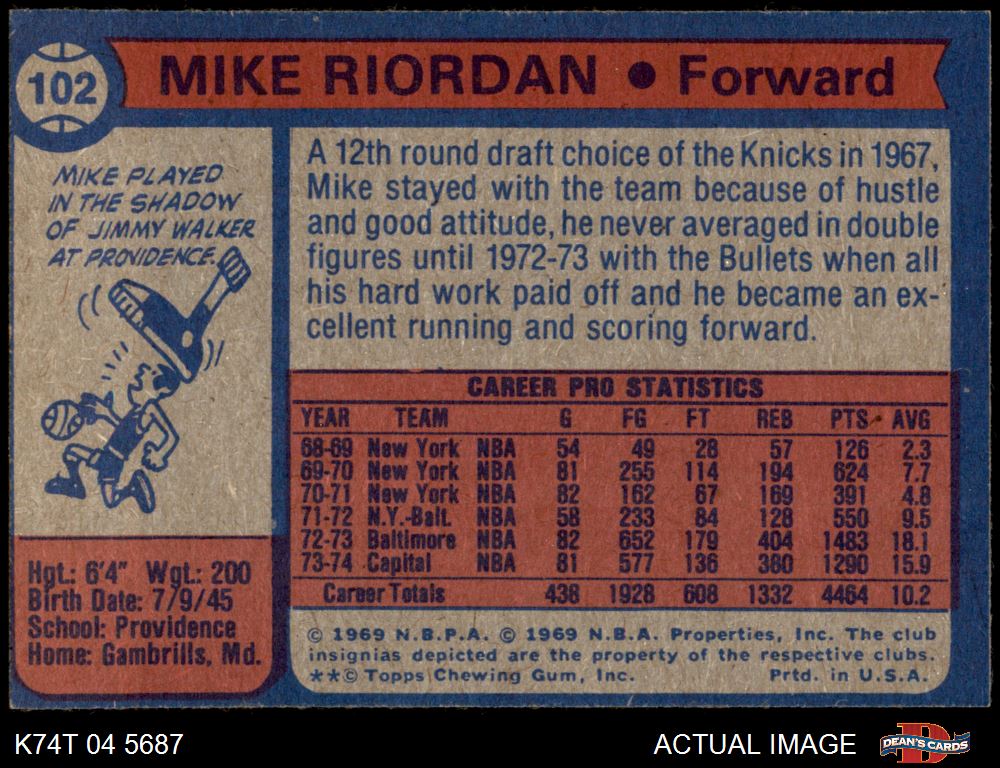 102
MIKE RIORDAN • Forward
MIKE PLAYED
IN THE SHADOW
OF JIMMY WALKER
AT PROVIDENCE.
A 12th round draft choice of the Knicks in 1967,
Mike stayed with the team because of hustle
and good attitude, he never averaged in double
figures until 1972-73 with the Bullets when all
his hard work paid off and he became an ex-
cellent running and scoring forward.
CAREER PRO STATISTICS
YEAR TEAM G FG FT REB PTS AVG
68-69 New York NBA 54 49 28 57 126 2.3
69-70 New York NBA 81 255 114 194 624 7.7
70-71 New York NBA 82 162 67 169 391 4.8
71-72 N.Y.-Balt. NBA 58 233 84 128 550 9.5
72-73 Baltimore NBA 82 652 179 404 1483 18.1
73-74 Capital NBA 81 577 136 380 1290 15.9
Career Totals 438 1928 608 1332 4464 10.2
Hgt.: 6'4" Wgt.: 200
Birth Date: 7/9/45
School: Providence
Home: Gambrills, Md.
© 1969 N.B.P.A. © 1969 N.B.A. Properties, Inc. The club
insignias depicted are the property of the respective clubs.
**© Topps Chewing Gum, Inc. Prtd. in U.S.A.
K74T 04 5687
ACTUAL IMAGE
D
DEAN'S CARDS